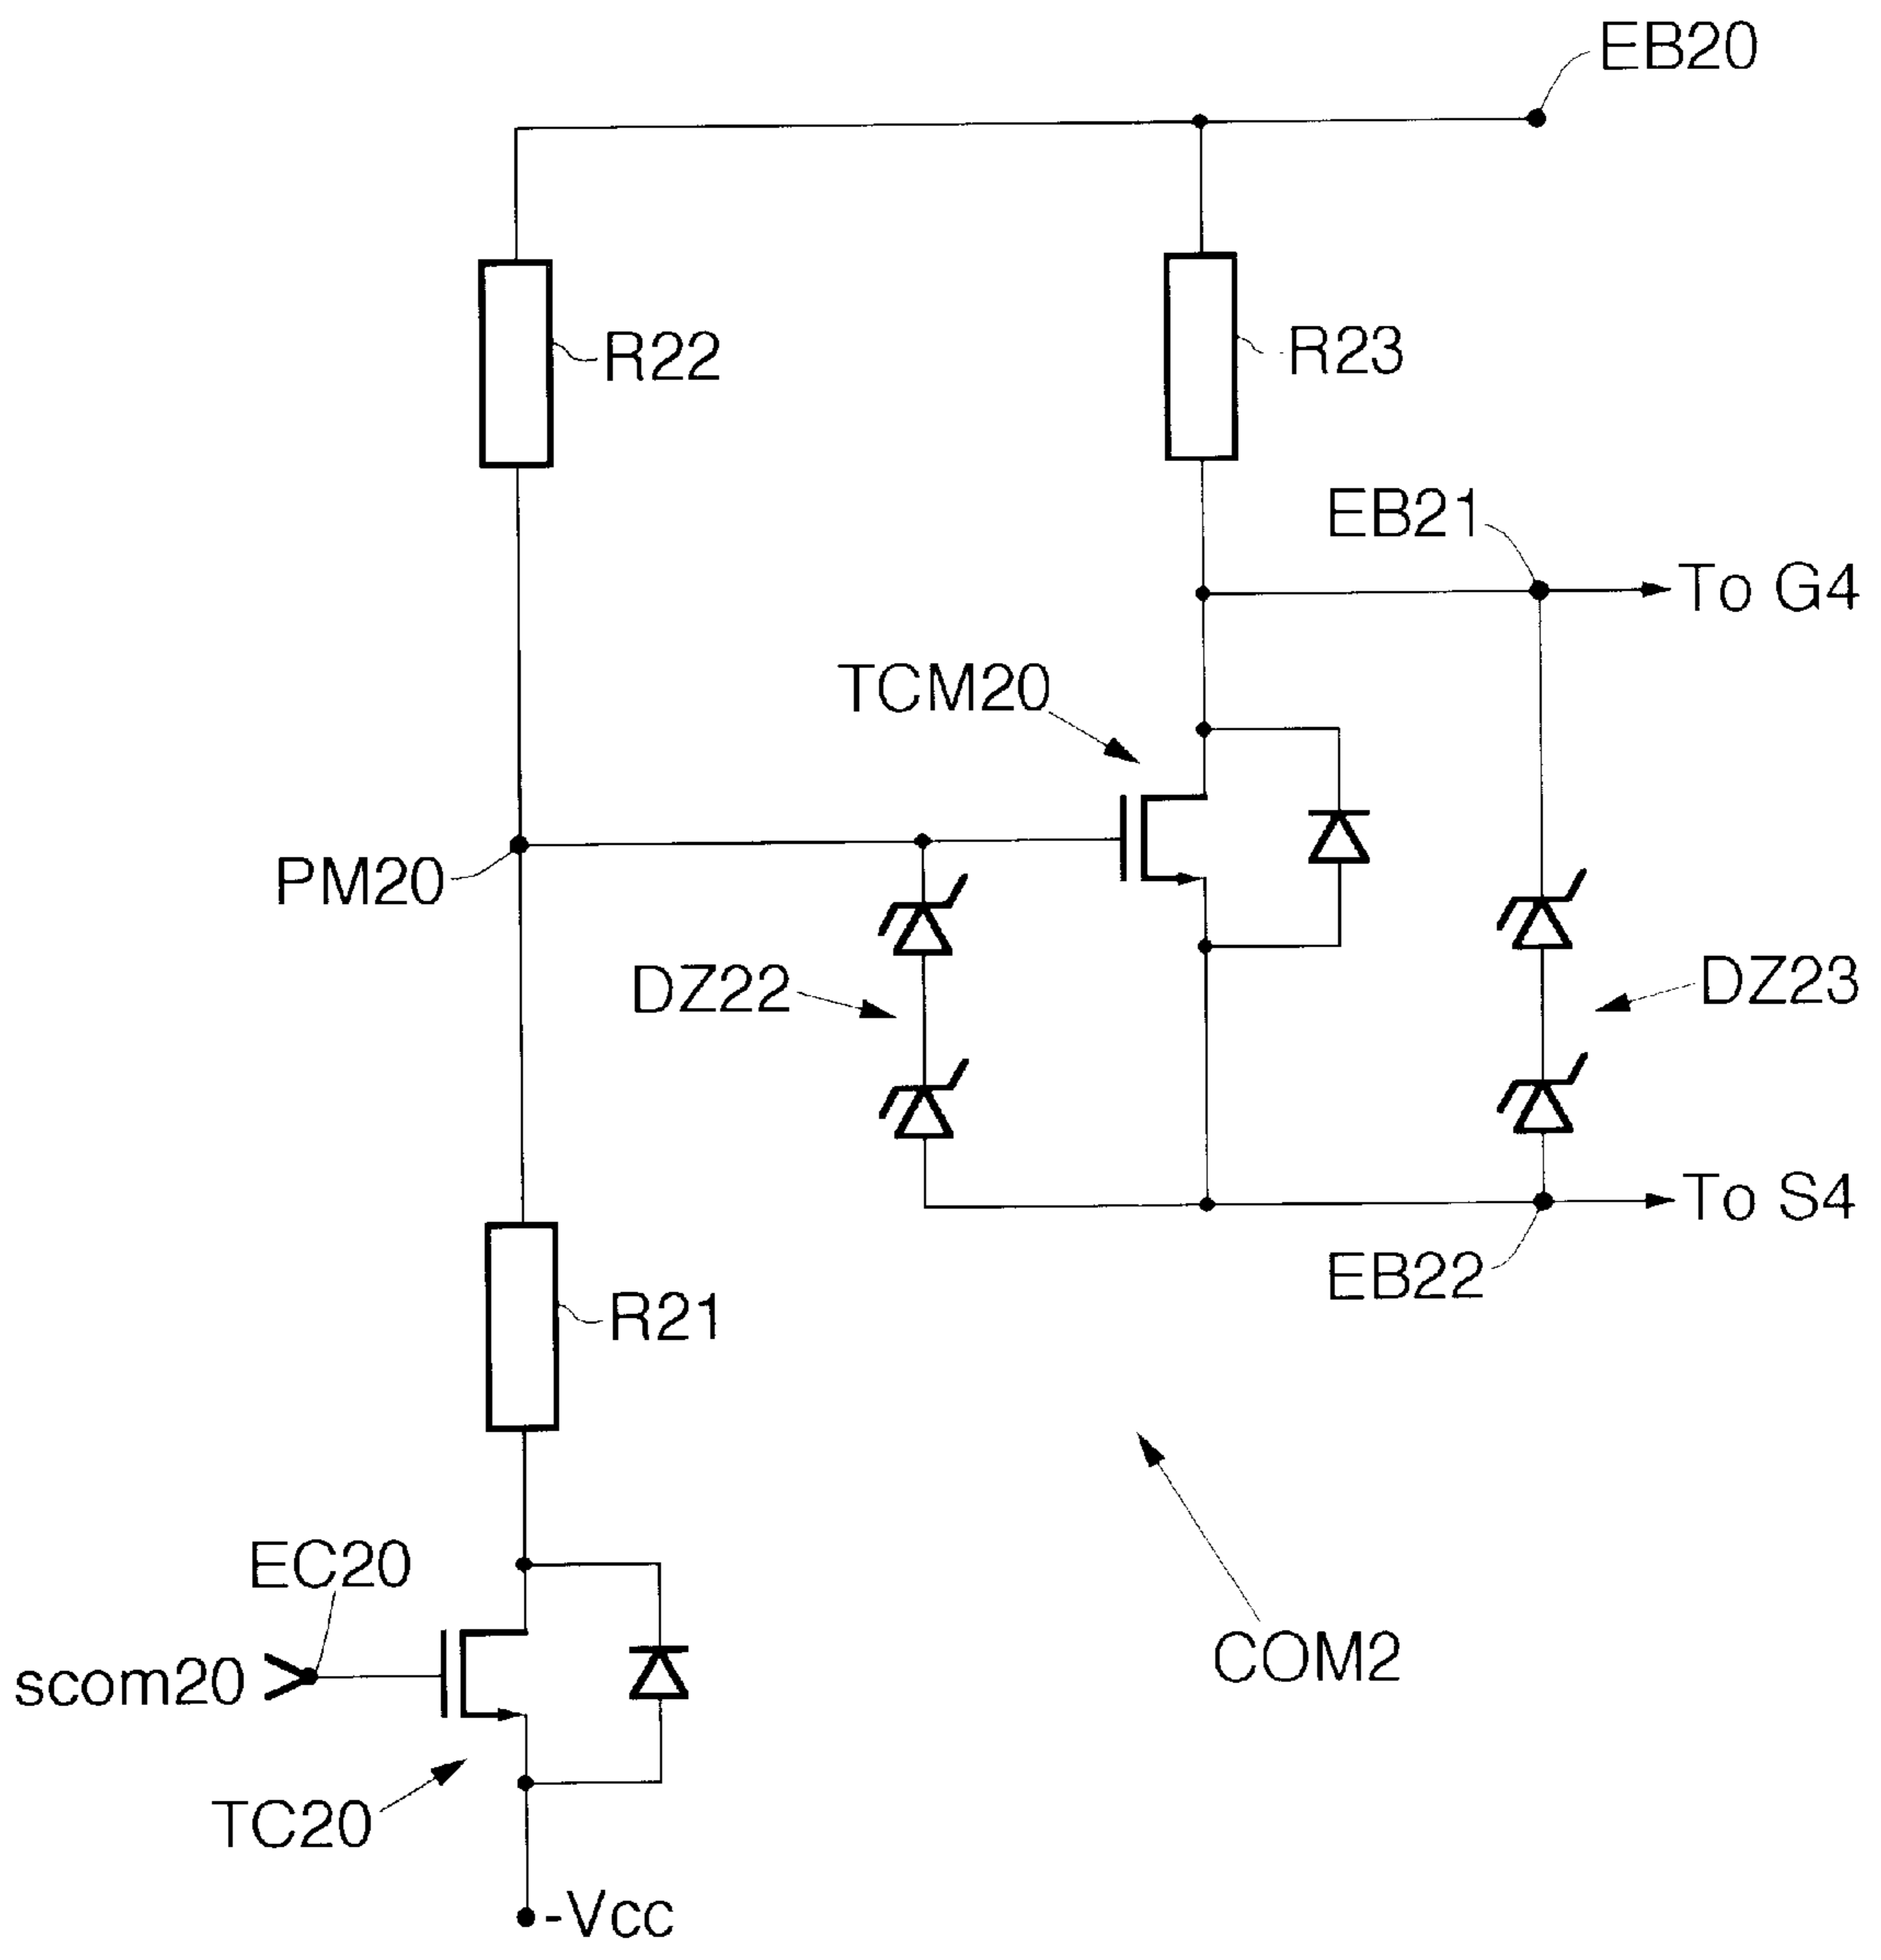 EB20
R22
R23
EB21
To G4
TCM20
PM20
DZ22
DZ23
To S4
EB22
R21
EC20
scom20
COM2
TC20
-Vcc